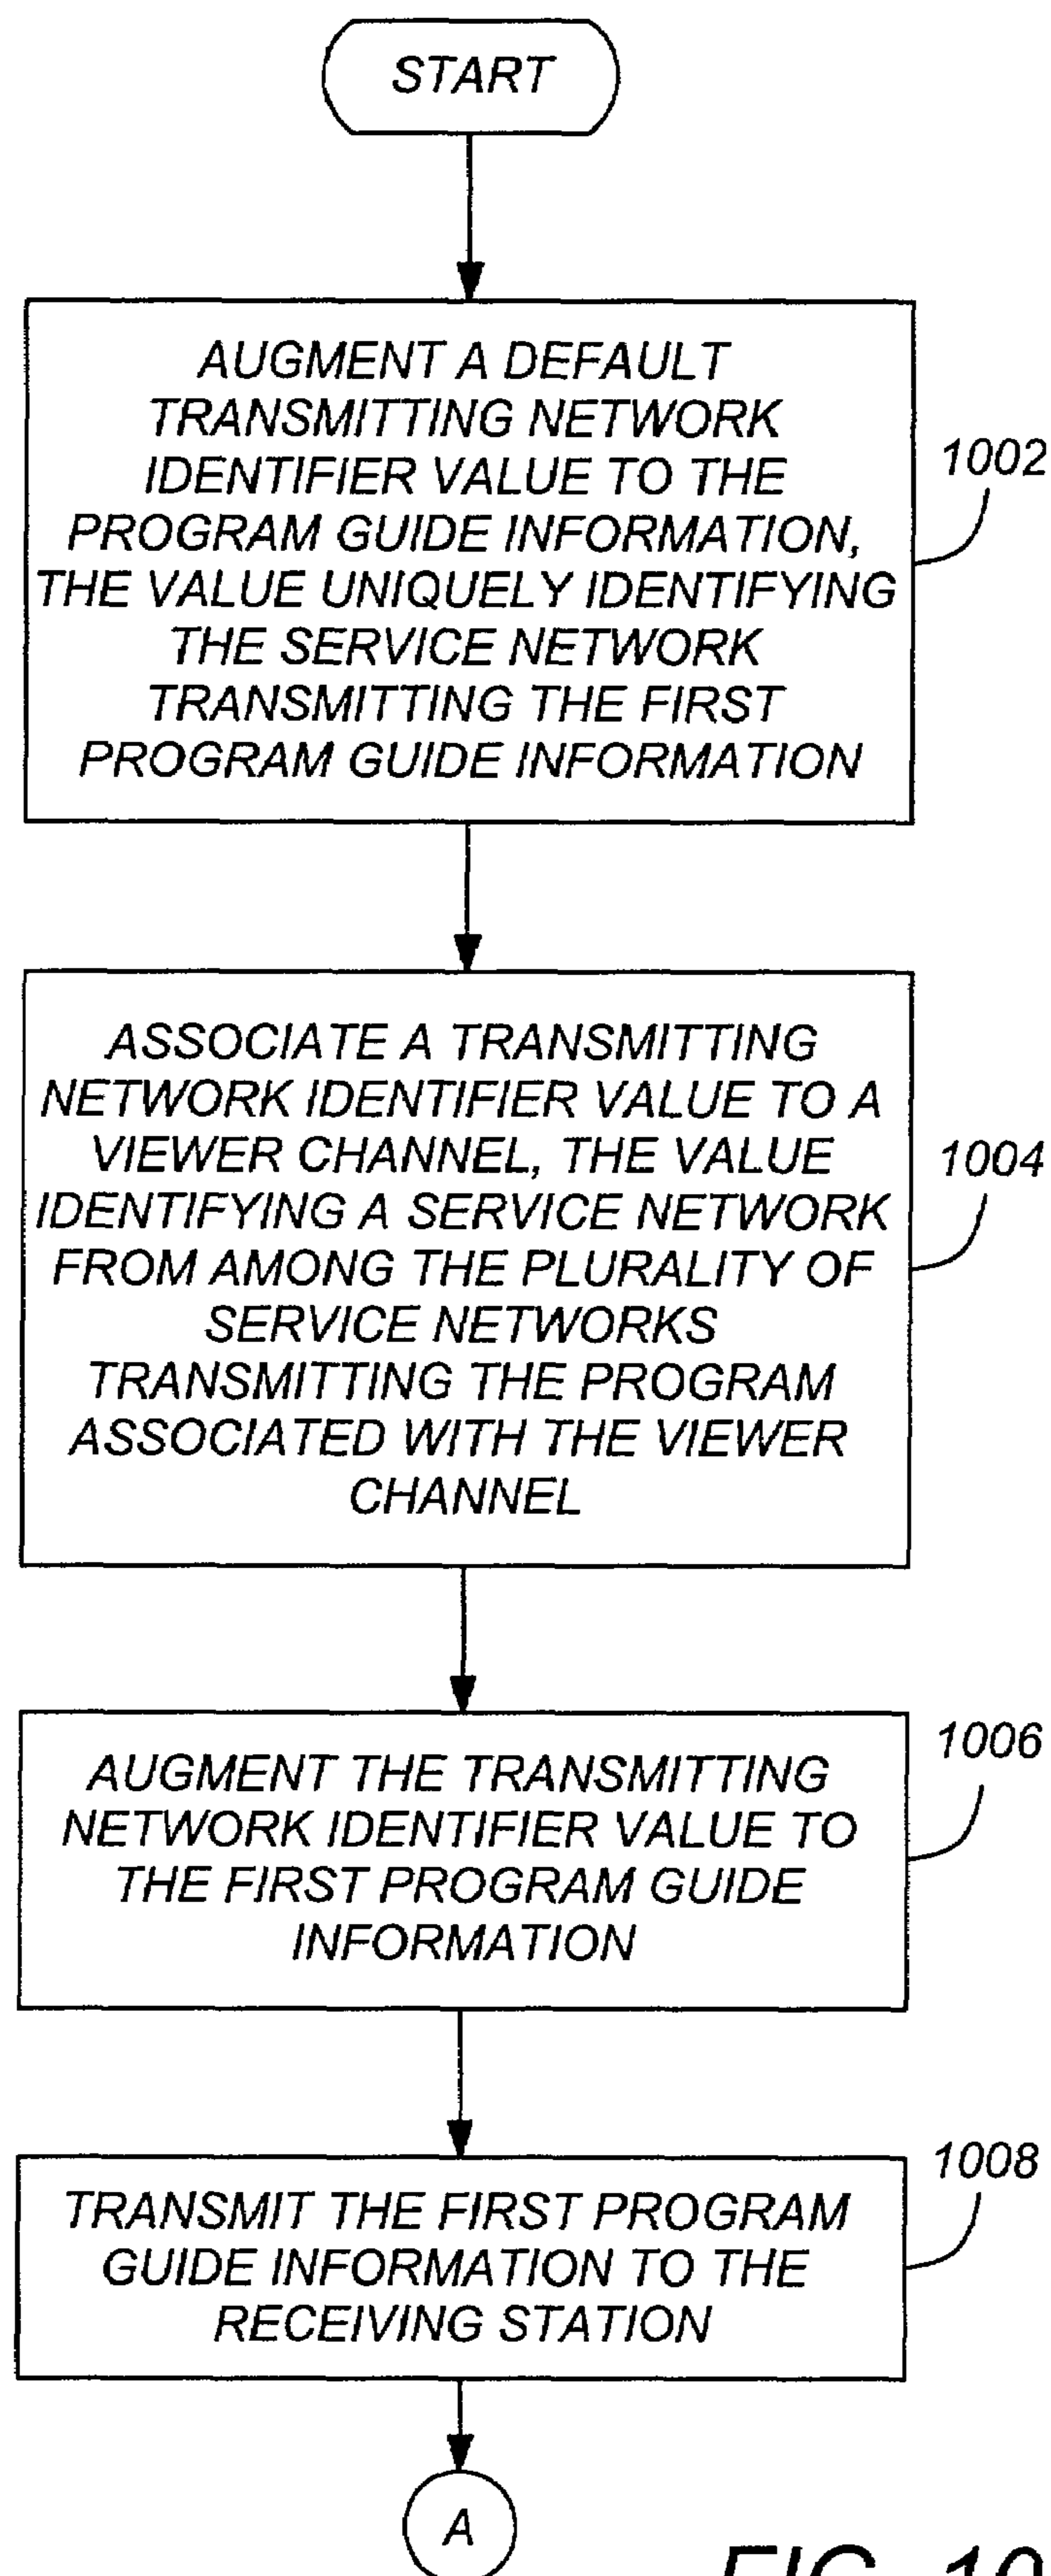 START
AUGMENT A DEFAULT
TRANSMITTING NETWORK
IDENTIFIER VALUE TO THE
PROGRAM GUIDE INFORMATION,
THE VALUE UNIQUELY IDENTIFYING
THE SERVICE NETWORK
TRANSMITTING THE FIRST
PROGRAM GUIDE INFORMATION
1002
ASSOCIATE A TRANSMITTING
NETWORK IDENTIFIER VALUE TO A
VIEWER CHANNEL, THE VALUE
IDENTIFYING A SERVICE NETWORK
FROM AMONG THE PLURALITY OF
SERVICE NETWORKS
TRANSMITTING THE PROGRAM
ASSOCIATED WITH THE VIEWER
CHANNEL
1004
AUGMENT THE TRANSMITTING
NETWORK IDENTIFIER VALUE TO
THE FIRST PROGRAM GUIDE
INFORMATION
1006
TRANSMIT THE FIRST PROGRAM
GUIDE INFORMATION TO THE
RECEIVING STATION
1008
A
FIG. 10